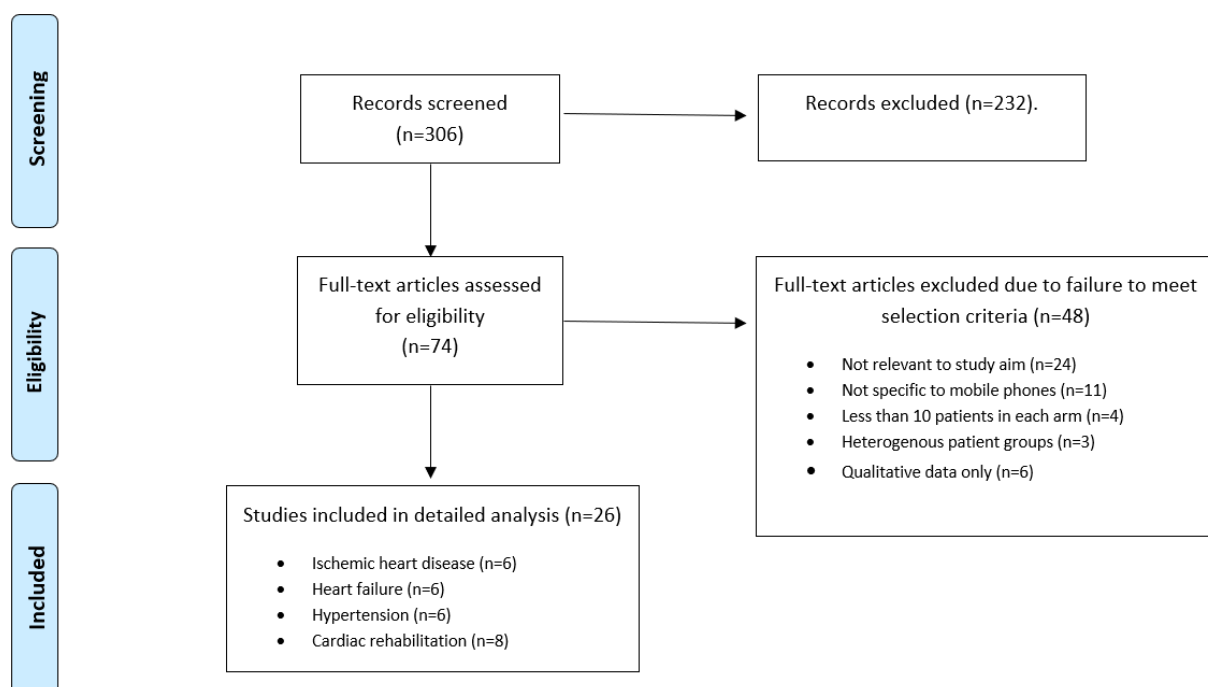 Screening
Records screened
(n=306)
Records excluded (n=232).
Eligibility
Full-text articles assessed
for eligibility
(n=74)
Full-text articles excluded due to failure to meet
selection criteria (n=48)
• Not relevant to study aim (n=24)
• Not specific to mobile phones (n=11)
• Less than 10 patients in each arm (n=4)
• Heterogenous patient groups (n=3)
• Qualitative data only (n=6)
Included
Studies included in detailed analysis (n=26)
• Ischemic heart disease (n=6)
• Heart failure (n=6)
• Hypertension (n=6)
• Cardiac rehabilitation (n=8)